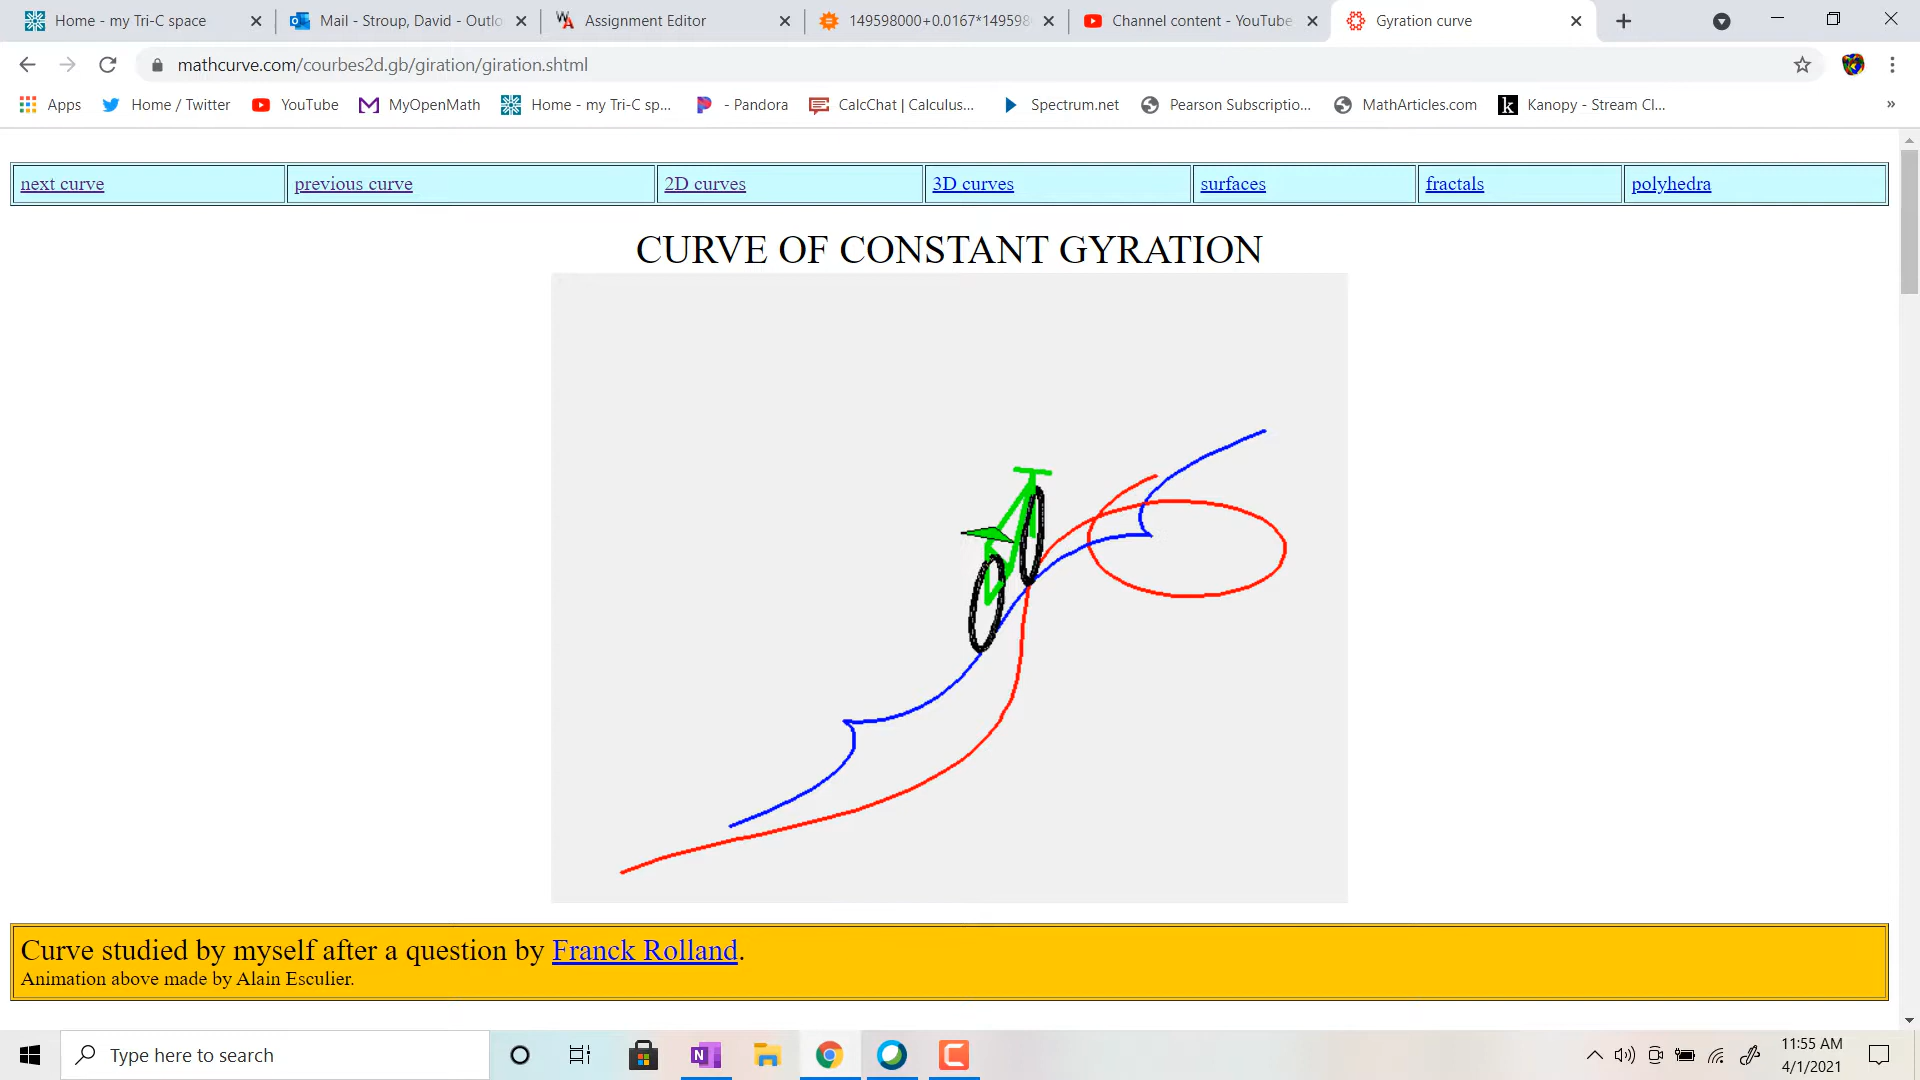 Home - my Tri-C space
Mail - Stroup, David - Outlo
Assignment Editor
149598000+0.0167*149598
Channel content - YouTube
Gyration curve
mathcurve.com/courbes2d.gb/giration/giration.shtml
Apps
Home / Twitter
YouTube
MyOpenMath
Home - my Tri-C sp...
- Pandora
CalcChat | Calculus...
Spectrum.net
Pearson Subscriptio...
MathArticles.com
Kanopy - Stream Cl...
»
next curve
previous curve
2D curves
3D curves
surfaces
fractals
polyhedra
CURVE OF CONSTANT GYRATION
Curve studied by myself after a question by Franck Rolland.
Animation above made by Alain Esculier.
Type here to search
11:55 AM
4/1/2021